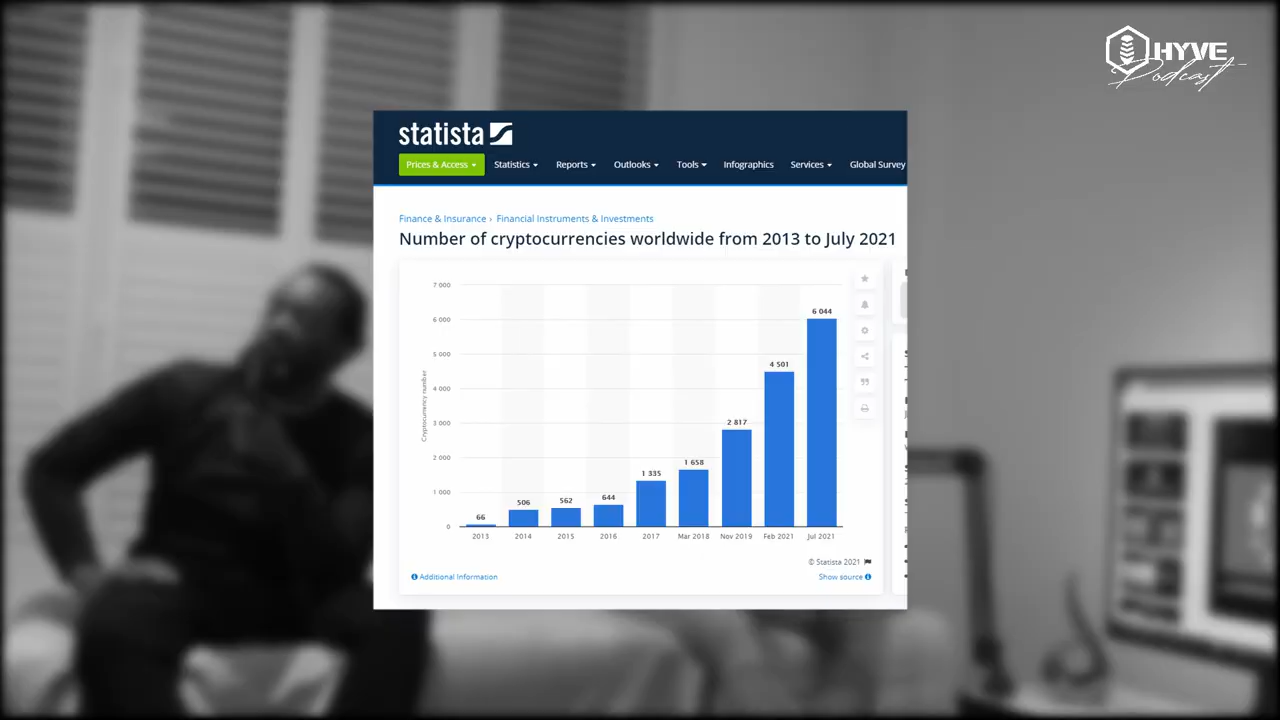 HYVE
Podcast
statista
Prices & Access
Statistics
Reports
Outlooks
Tools
Infographics
Services
Global Survey
Finance & Insurance › Financial Instruments & Investments
Number of cryptocurrencies worldwide from 2013 to July 2021
Cryptocurrency number
7 000
6 000
5 000
4 000
3 000
2 000
1 000
0
66
506
562
644
1 335
1 658
2 817
4 501
6 044
2013
2014
2015
2016
2017
Mar 2018
Nov 2019
Feb 2021
Jul 2021
© Statista 2021
Additional Information
Show source